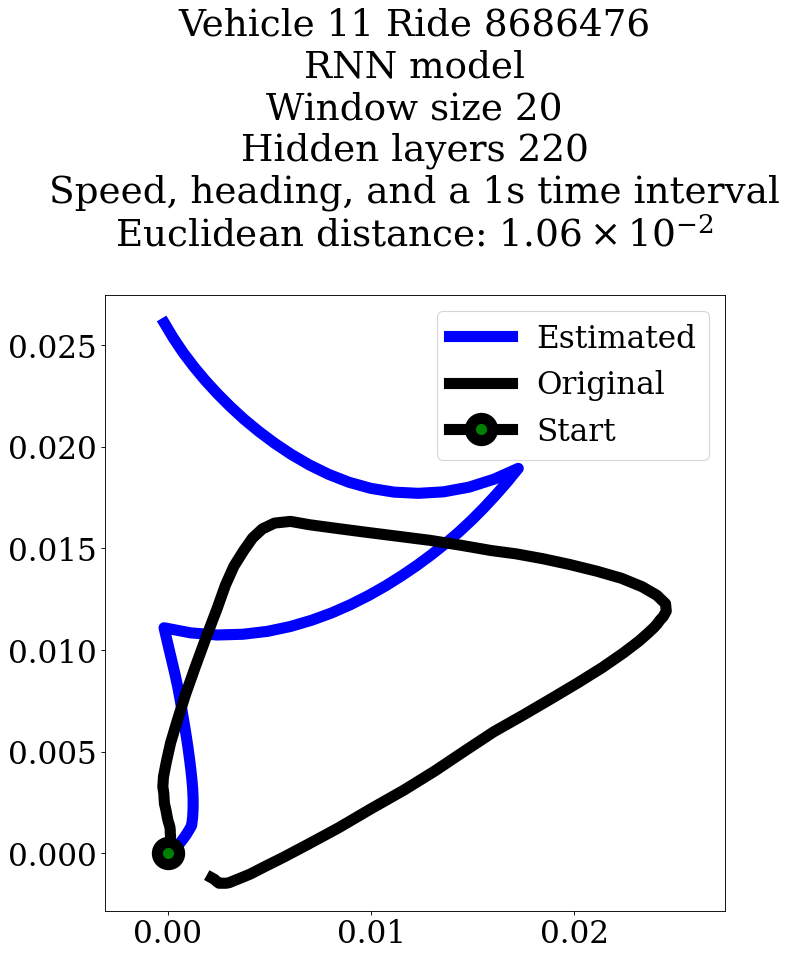 Vehicle 11 Ride 8686476
RNN model
Window size 20
Hidden layers 220
Speed, heading, and a 1s time interval
Euclidean distance: 1.06 × 10⁻²
Estimated
Original
Start
0.025
0.020
0.015
0.010
0.005
0.000
0.00 0.01 0.02